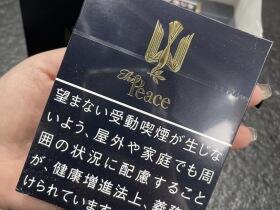 The
Peace
望まない受動喫煙が生じな
いよう、屋外や家庭でも周
囲の状況に配慮すること
が、健康増進法上、義務
けられています